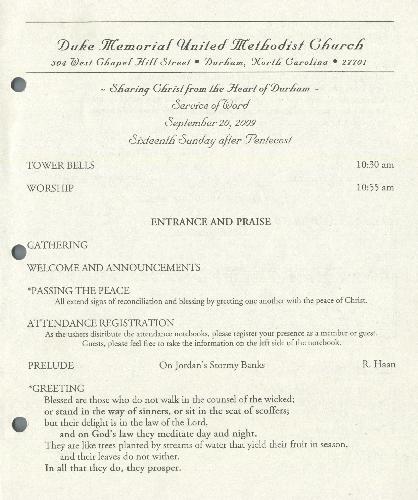 Duke Memorial United Methodist Church
504 West Chapel Hill Street • Durham, North Carolina • 27701
~ Sharing Christ from the Heart of Durham ~
Service of Word
September 20, 2009
Sixteenth Sunday after Pentecost
TOWER BELLS 10:30 am
WORSHIP 10:55 am
ENTRANCE AND PRAISE
GATHERING
WELCOME AND ANNOUNCEMENTS
*PASSING THE PEACE
All extend signs of reconciliation and blessing by greeting one another with the peace of Christ.
ATTENDANCE REGISTRATION
As the ushers distribute the attendance notebooks, please register your presence as a member or guest.
Guests, please feel free to take the information on the left side of the notebook.
PRELUDE On Jordan's Stormy Banks R. Haan
*GREETING
Blessed are those who do not walk in the counsel of the wicked;
or stand in the way of sinners, or sit in the seat of scoffers;
but their delight is in the law of the Lord,
and on God's law they meditate day and night.
They are like trees planted by streams of water that yield their fruit in season,
and their leaves do not wither.
In all that they do, they prosper.